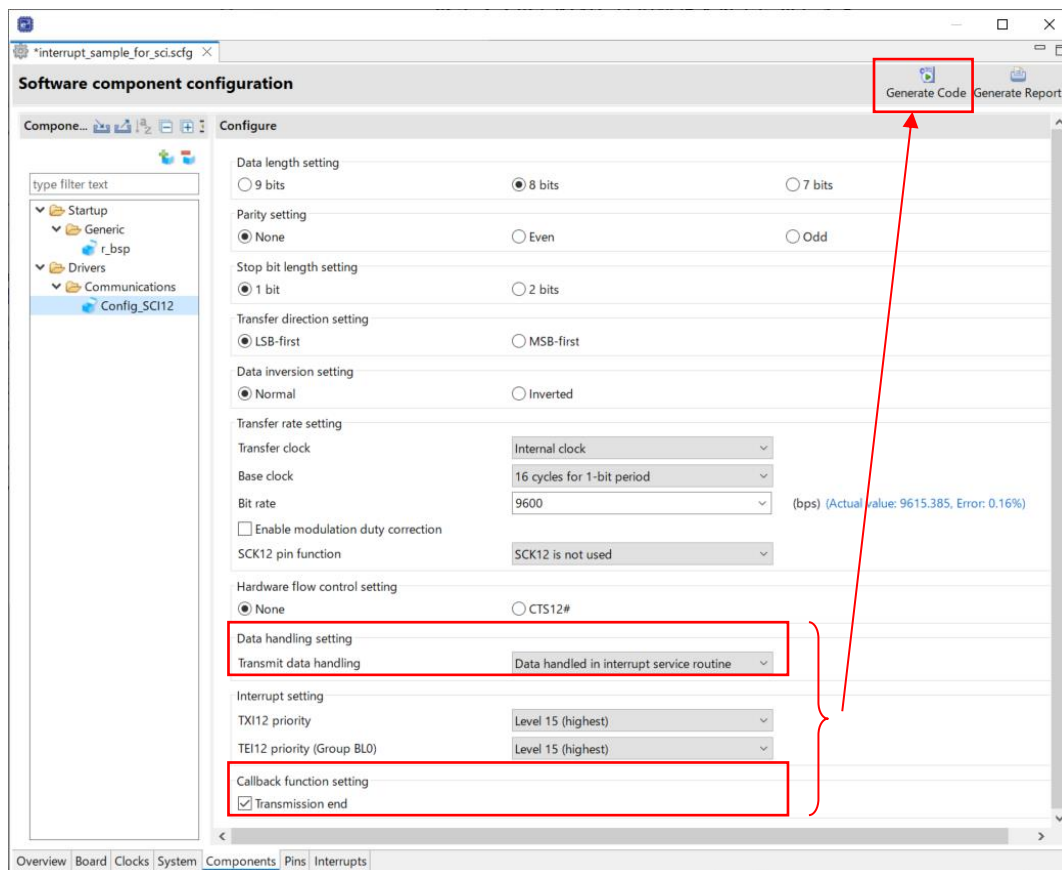 *interrupt_sample_for_sci.scfg
Software component configuration
Generate Code Generate Report
Compone...
Configure
type filter text
Startup
Generic
r_bsp
Drivers
Communications
Config_SCI12
Data length setting
9 bits 8 bits 7 bits
Parity setting
None Even Odd
Stop bit length setting
1 bit 2 bits
Transfer direction setting
LSB-first MSB-first
Data inversion setting
Normal Inverted
Transfer rate setting
Transfer clock Internal clock
Base clock 16 cycles for 1-bit period
Bit rate 9600 (bps) (Actual value: 9615.385, Error: 0.16%)
Enable modulation duty correction
SCK12 pin function SCK12 is not used
Hardware flow control setting
None CTS12#
Data handling setting
Transmit data handling Data handled in interrupt service routine
Interrupt setting
TXI12 priority Level 15 (highest)
TEI12 priority (Group BL0) Level 15 (highest)
Callback function setting
Transmission end
Overview Board Clocks System Components Pins Interrupts